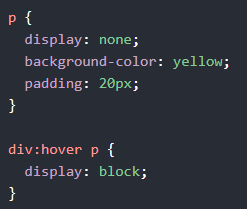 p {
  display: none;
  background-color: yellow;
  padding: 20px;
}

div:hover p {
  display: block;
}